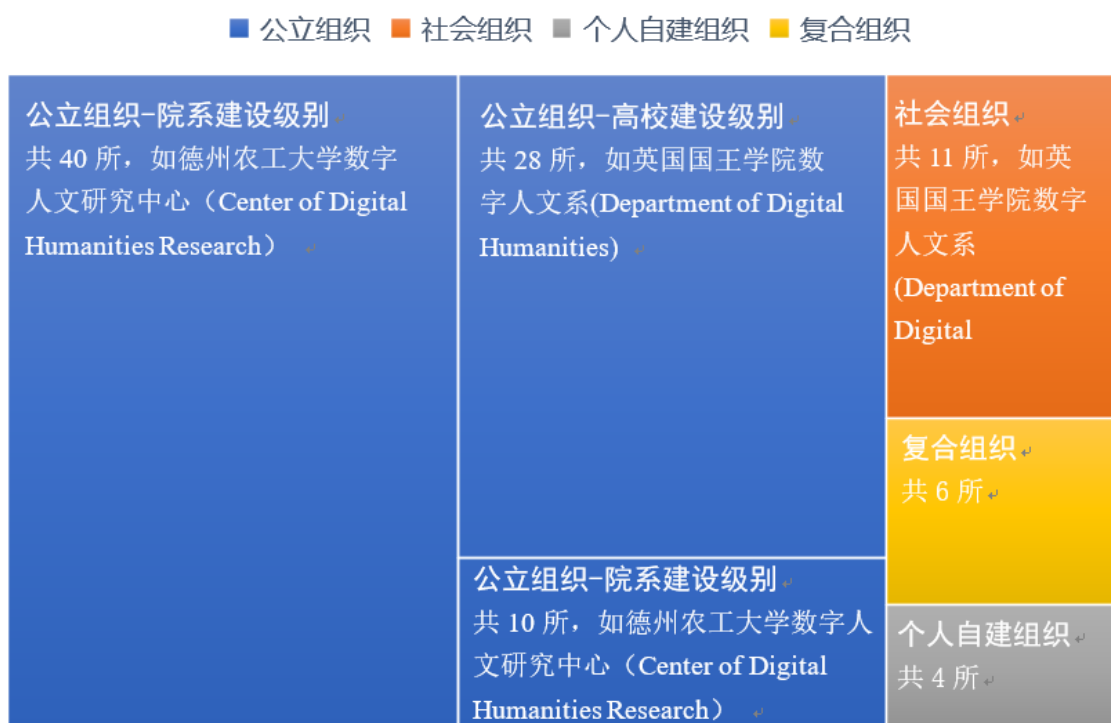 公立组织 社会组织 个人自建组织 复合组织
公立组织-院系建设级别
共 40 所，如德州农工大学数字
人文研究中心（Center of Digital
Humanities Research）
公立组织-高校建设级别
共 28 所，如英国国王学院数
字人文系(Department of Digital
Humanities)
公立组织-院系建设级别
共 10 所，如德州农工大学数字人
文研究中心（Center of Digital
Humanities Research）
社会组织
共 11 所，如英
国国王学院数字
人文系
(Department of
Digital
复合组织
共 6 所
个人自建组织
共 4 所